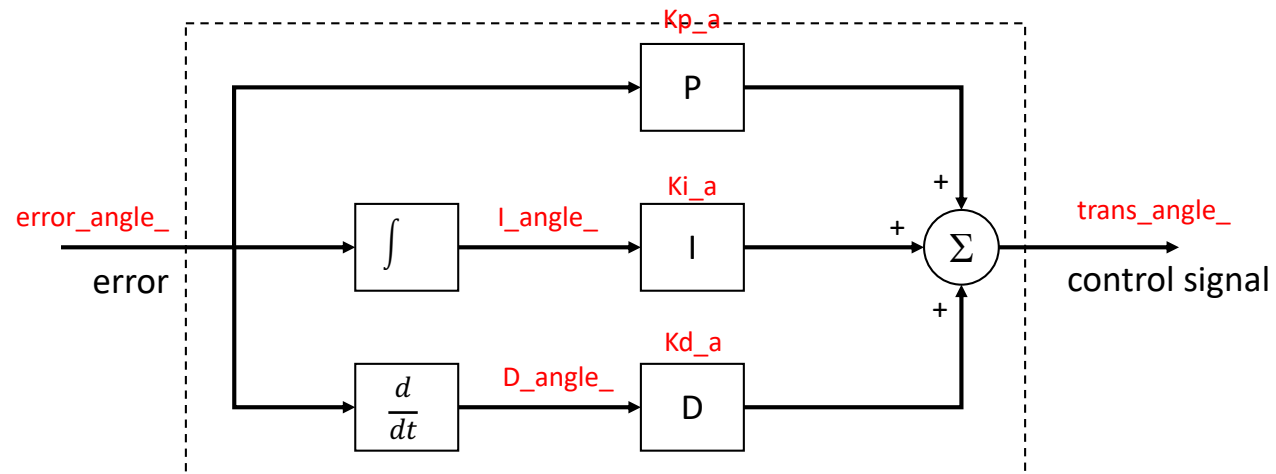 Kp_a
P
+
Ki_a
error_angle_
∫
I_angle_
I
+
Σ
trans_angle_
error
control signal
+
Kd_a
d
dt
D_angle_
D